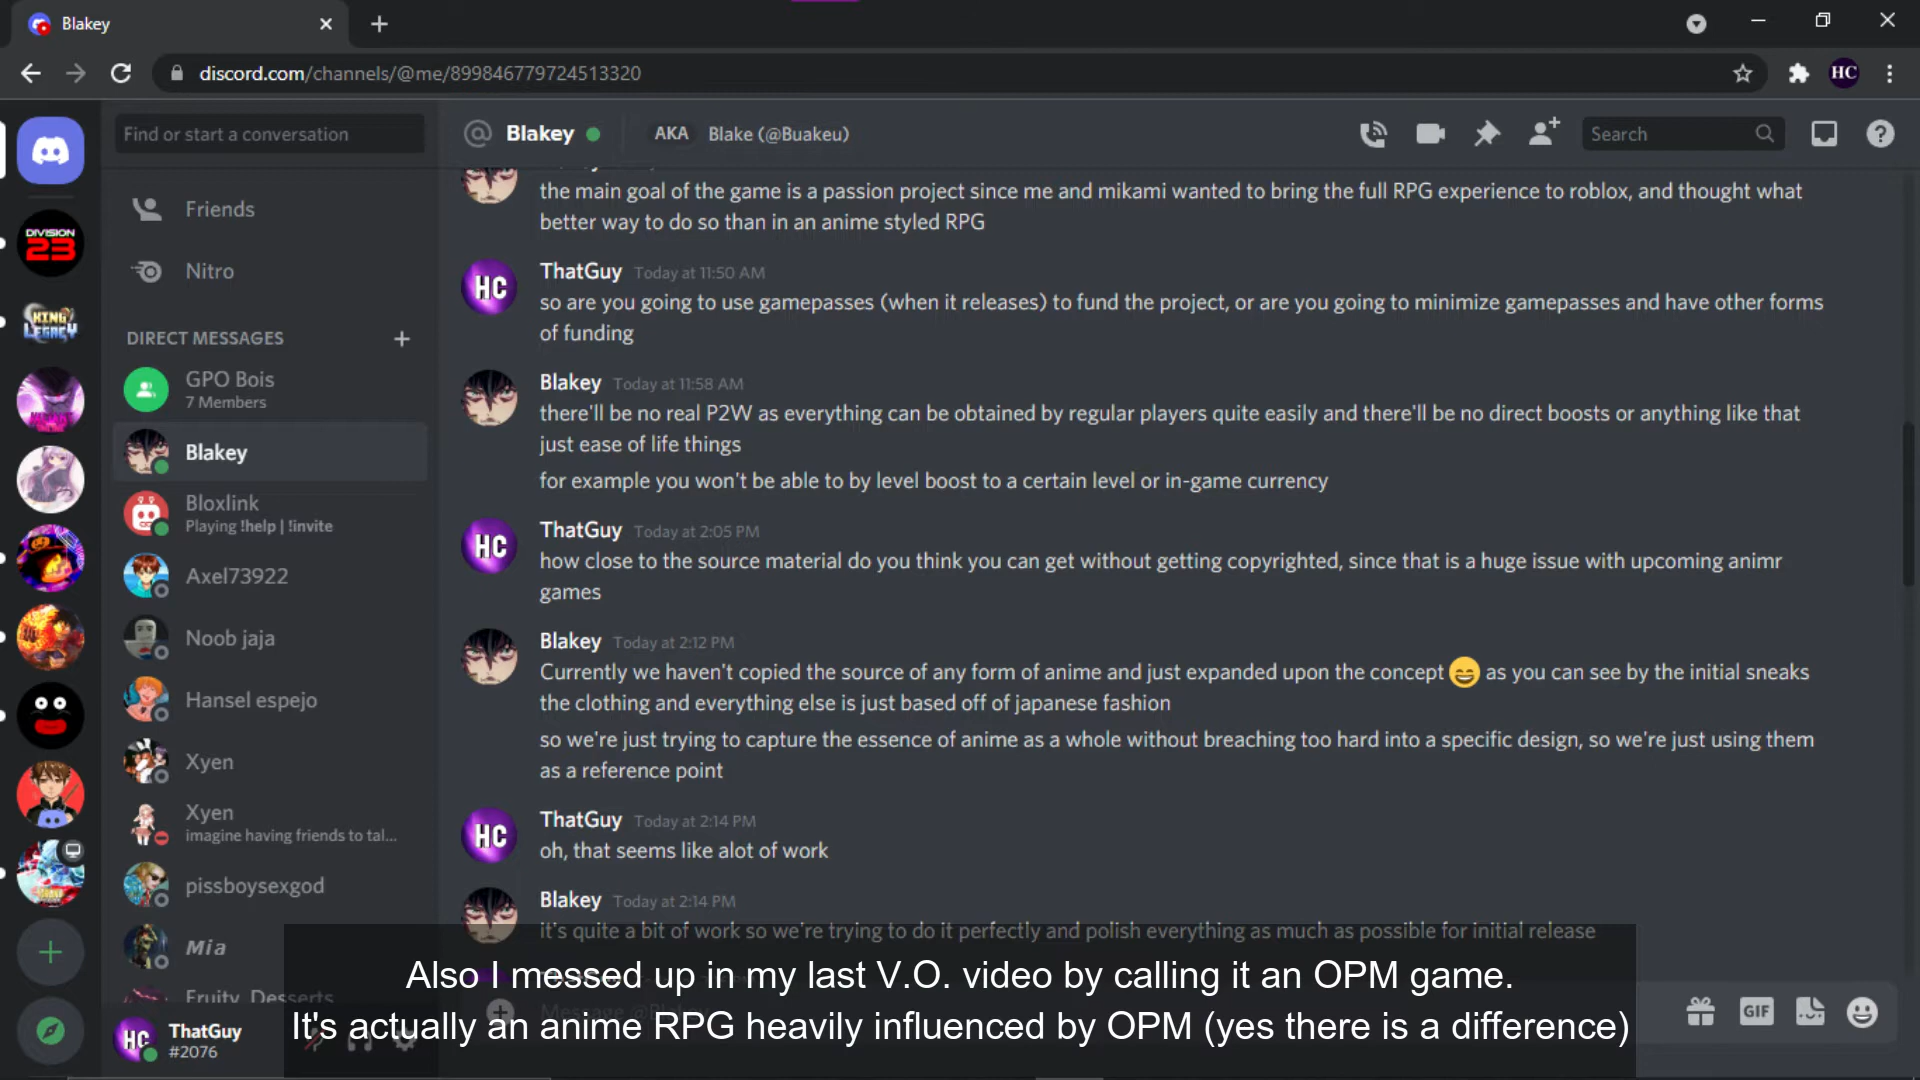 Blakey
discord.com/channels/@me/899846779724513320
HC
Find or start a conversation
Blakey
AKA Blake (@Buakeu)
Search
DIVISION
23
KING
LEGACY
Friends
Nitro
DIRECT MESSAGES
GPO Bois
7 Members
Blakey
Bloxlink
Playing !help | !invite
Axel73922
Noob jaja
Hansel espejo
Xyen
Xyen
imagine having friends to tal...
pissboysexgod
Mia
Fruity_Desserts
HC
ThatGuy
#2076
the main goal of the game is a passion project since me and mikami wanted to bring the full RPG experience to roblox, and thought what
better way to do so than in an anime styled RPG
HC
ThatGuy Today at 11:50 AM
so are you going to use gamepasses (when it releases) to fund the project, or are you going to minimize gamepasses and have other forms
of funding
Blakey Today at 11:58 AM
there'll be no real P2W as everything can be obtained by regular players quite easily and there'll be no direct boosts or anything like that
just ease of life things
for example you won't be able to by level boost to a certain level or in-game currency
HC
ThatGuy Today at 2:05 PM
how close to the source material do you think you can get without getting copyrighted, since that is a huge issue with upcoming animr
games
Blakey Today at 2:12 PM
Currently we haven't copied the source of any form of anime and just expanded upon the concept 😄 as you can see by the initial sneaks
the clothing and everything else is just based off of japanese fashion
so we're just trying to capture the essence of anime as a whole without breaching too hard into a specific design, so we're just using them
as a reference point
HC
ThatGuy Today at 2:14 PM
oh, that seems like alot of work
Blakey Today at 2:14 PM
it's quite a bit of work so we're trying to do it perfectly and polish everything as much as possible for initial release
Message @Blakey
GIF
Also I messed up in my last V.O. video by calling it an OPM game.
It's actually an anime RPG heavily influenced by OPM (yes there is a difference)